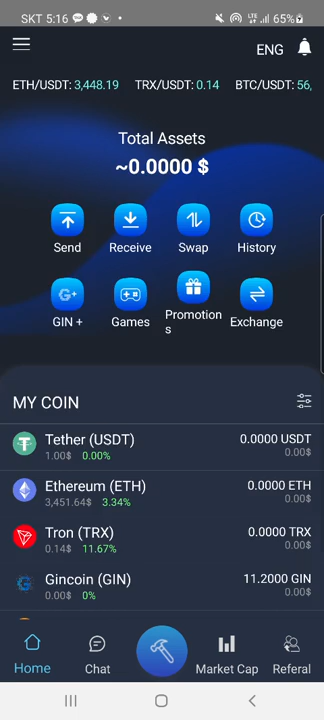 SKT 5:16 LTE 65%
ENG
ETH/USDT: 3,448.19 TRX/USDT: 0.14 BTC/USDT: 56,
Total Assets
~0.0000 $
Send Receive Swap History
G+
GIN + Games Promotion
s Exchange
MY COIN
Tether (USDT) 0.0000 USDT
1.00$ 0.00% 0.00$
Ethereum (ETH) 0.0000 ETH
3,451.64$ 3.34% 0.00$
Tron (TRX) 0.0000 TRX
0.14$ 11.67% 0.00$
Gincoin (GIN) 11.2000 GIN
0.00$ 0% 0.00$
Home Chat Market Cap Referal